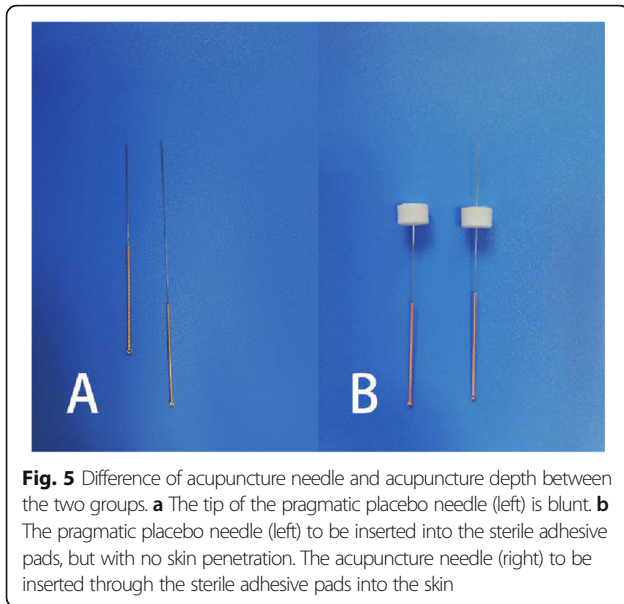 A
B
Fig. 5 Difference of acupuncture needle and acupuncture depth between
the two groups. a The tip of the pragmatic placebo needle (left) is blunt. b
The pragmatic placebo needle (left) to be inserted into the sterile adhesive
pads, but with no skin penetration. The acupuncture needle (right) to be
inserted through the sterile adhesive pads into the skin